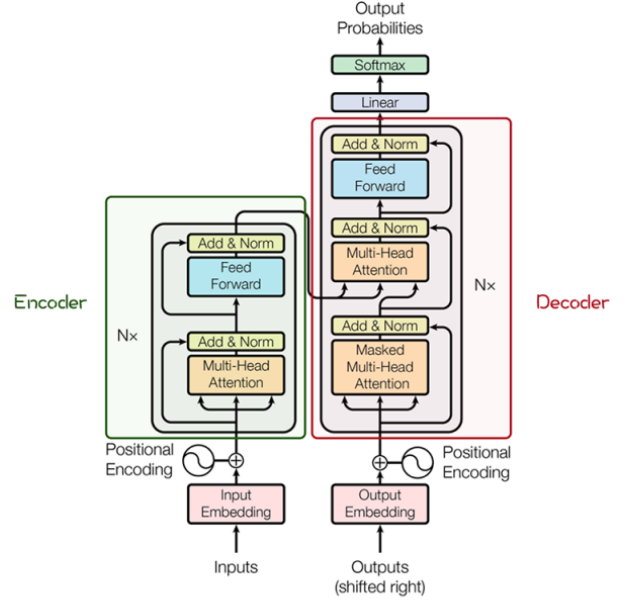 Output
Probabilities
Softmax
Linear
Add & Norm
Feed
Forward
Add & Norm
Multi-Head
Attention
Add & Norm
Masked
Multi-Head
Attention
Nx
Decoder
Positional
Encoding
Output
Embedding
Outputs
(shifted right)
Encoder
Nx
Add & Norm
Feed
Forward
Add & Norm
Multi-Head
Attention
Positional
Encoding
Input
Embedding
Inputs